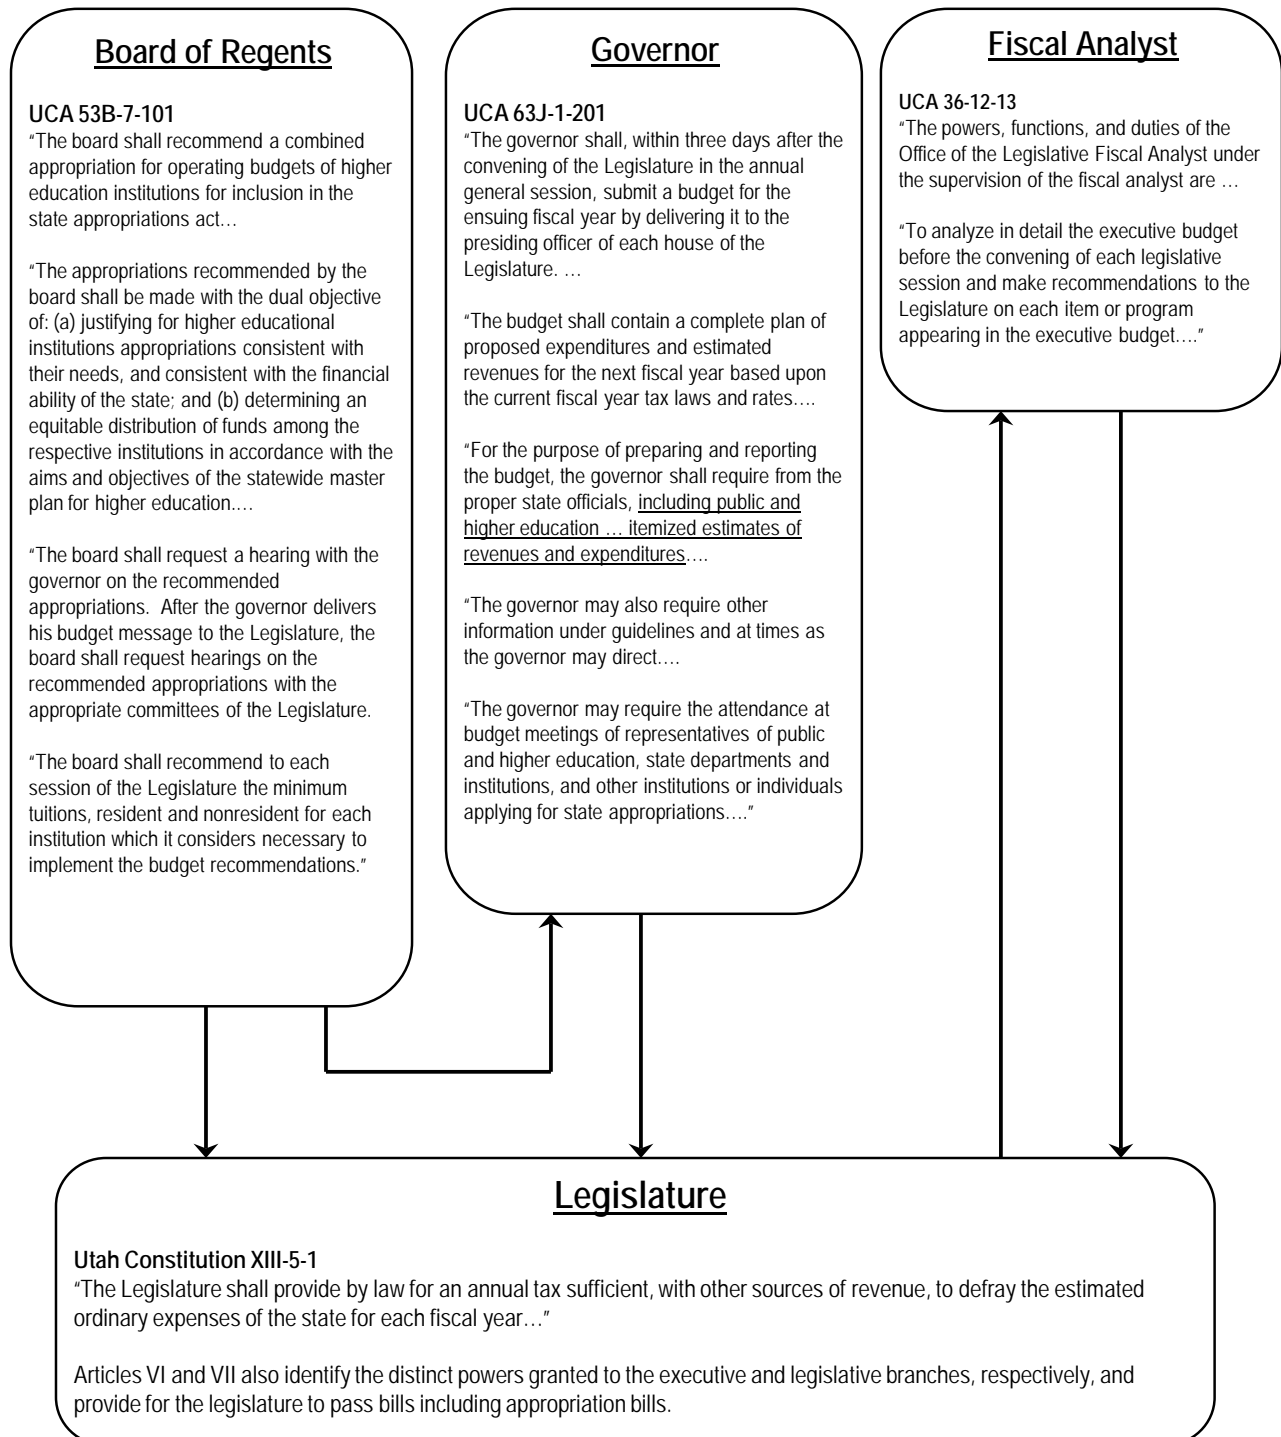 Board of Regents
UCA 53B-7-101
“The board shall recommend a combined
appropriation for operating budgets of higher
education institutions for inclusion in the
state appropriations act…
“The appropriations recommended by the
board shall be made with the dual objective
of: (a) justifying for higher educational
institutions appropriations consistent with
their needs, and consistent with the financial
ability of the state; and (b) determining an
equitable distribution of funds among the
respective institutions in accordance with the
aims and objectives of the statewide master
plan for higher education.…
“The board shall request a hearing with the
governor on the recommended
appropriations. After the governor delivers
his budget message to the Legislature, the
board shall request hearings on the
recommended appropriations with the
appropriate committees of the Legislature.
“The board shall recommend to each
session of the Legislature the minimum
tuitions, resident and nonresident for each
institution which it considers necessary to
implement the budget recommendations.”
Governor
UCA 63J-1-201
“The governor shall, within three days after the
convening of the Legislature in the annual
general session, submit a budget for the
ensuing fiscal year by delivering it to the
presiding officer of each house of the
Legislature. …
“The budget shall contain a complete plan of
proposed expenditures and estimated
revenues for the next fiscal year based upon
the current fiscal year tax laws and rates….
“For the purpose of preparing and reporting
the budget, the governor shall require from the
proper state officials, including public and
higher education … itemized estimates of
revenues and expenditures….
“The governor may also require other
information under guidelines and at times as
the governor may direct….
“The governor may require the attendance at
budget meetings of representatives of public
and higher education, state departments and
institutions, and other institutions or individuals
applying for state appropriations….”
Fiscal Analyst
UCA 36-12-13
“The powers, functions, and duties of the
Office of the Legislative Fiscal Analyst under
the supervision of the fiscal analyst are …
“To analyze in detail the executive budget
before the convening of each legislative
session and make recommendations to the
Legislature on each item or program
appearing in the executive budget….”
Legislature
Utah Constitution XIII-5-1
“The Legislature shall provide by law for an annual tax sufficient, with other sources of revenue, to defray the estimated
ordinary expenses of the state for each fiscal year…”
Articles VI and VII also identify the distinct powers granted to the executive and legislative branches, respectively, and
provide for the legislature to pass bills including appropriation bills.